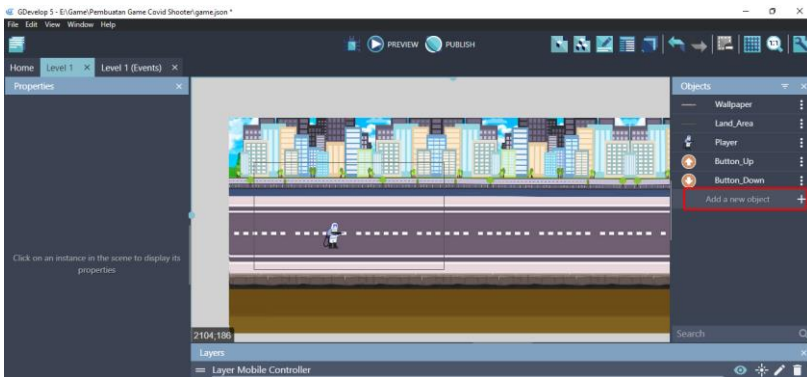 GDevelop 5 - E:\Game\Pembuatan Game Covid Shooter\game.json *
File Edit View Window Help
PREVIEW PUBLISH
Home Level 1 × Level 1 (Events) ×
Properties
Objects
Wallpaper
Land_Area
Player
Button_Up
Button_Down
Add a new object +
Click on an instance in the scene to display its
properties
2104;186
Search
Layers
Layer Mobile Controller